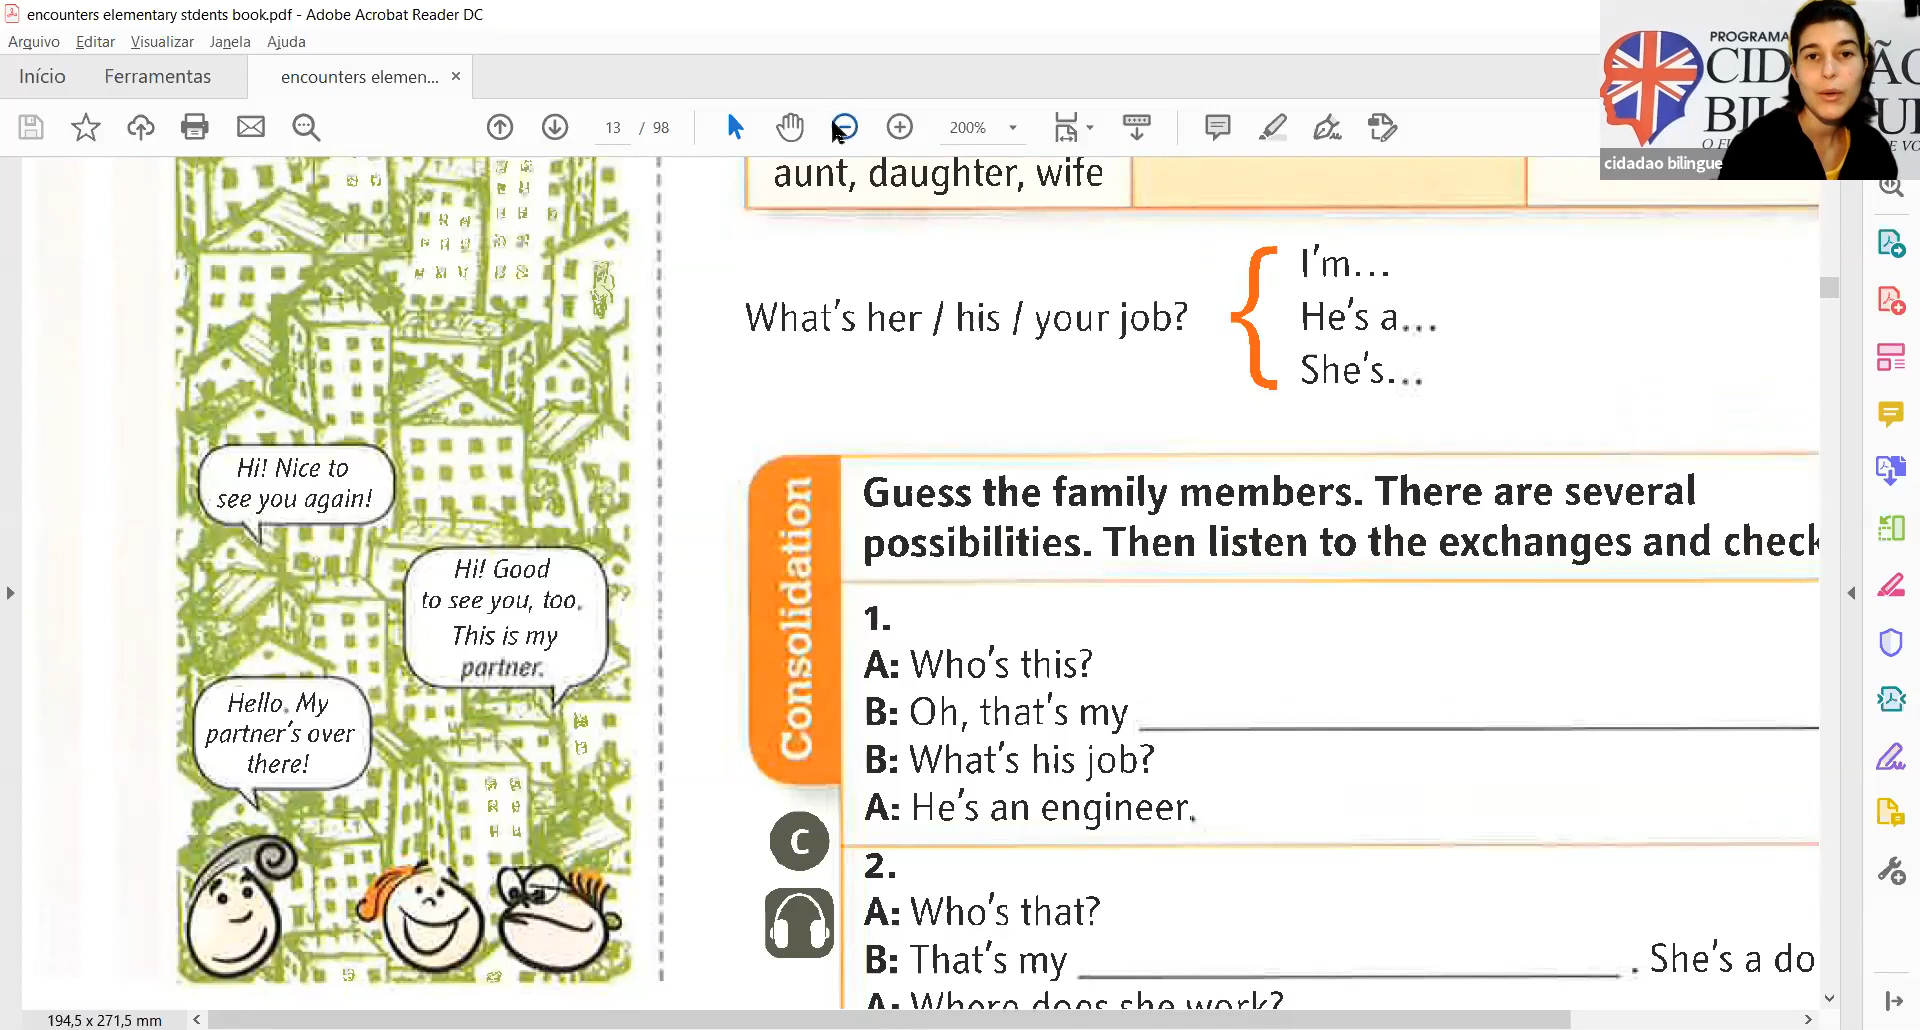 encounters elementary stdents book.pdf - Adobe Acrobat Reader DC
Arquivo Editar Visualizar Janela Ajuda
Início Ferramentas encounters elemen... ×
13 / 98 200%
PROGRAMA
cidadao bilingue
aunt, daughter, wife
What's her / his / your job?
I'm...
He's a...
She's...
Hi! Nice to
see you again!
Hi! Good
to see you, too.
This is my
partner.
Hello. My
partner's over
there!
Consolidation
Guess the family members. There are several
possibilities. Then listen to the exchanges and check
1.
A: Who's this?
B: Oh, that's my
B: What's his job?
A: He's an engineer.
C
2.
A: Who's that?
B: That's my . She's a do
A: Where does she work?
194,5 x 271,5 mm